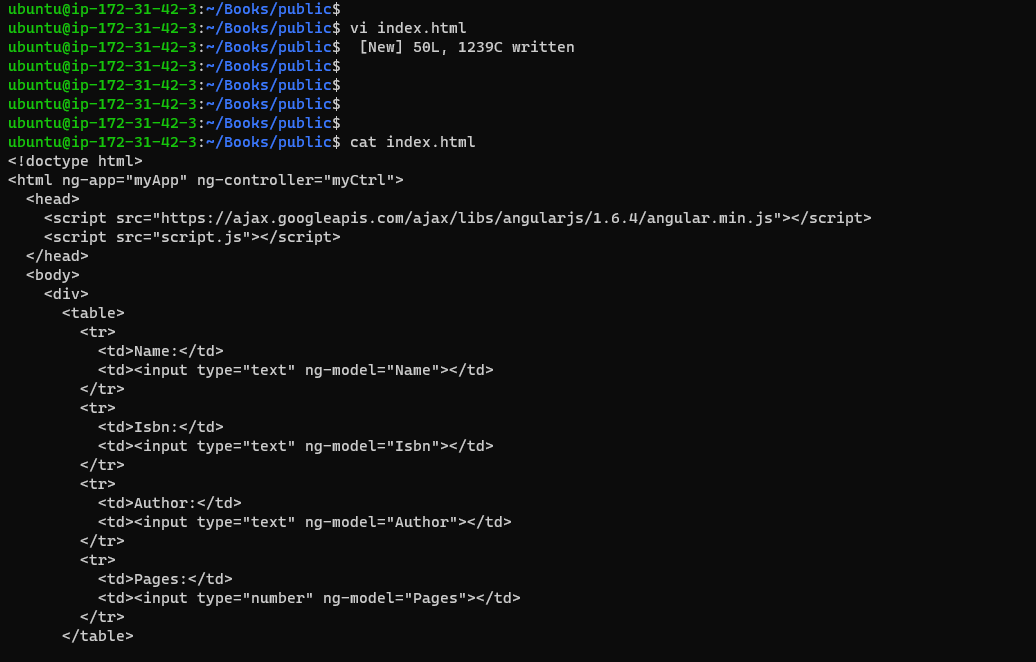 ubuntu@ip-172-31-42-3:~/Books/public$
ubuntu@ip-172-31-42-3:~/Books/public$ vi index.html
ubuntu@ip-172-31-42-3:~/Books/public$  [New] 50L, 1239C written
ubuntu@ip-172-31-42-3:~/Books/public$
ubuntu@ip-172-31-42-3:~/Books/public$
ubuntu@ip-172-31-42-3:~/Books/public$
ubuntu@ip-172-31-42-3:~/Books/public$
ubuntu@ip-172-31-42-3:~/Books/public$ cat index.html
<!doctype html>
<html ng-app="myApp" ng-controller="myCtrl">
  <head>
    <script src="https://ajax.googleapis.com/ajax/libs/angularjs/1.6.4/angular.min.js"></script>
    <script src="script.js"></script>
  </head>
  <body>
    <div>
      <table>
        <tr>
          <td>Name:</td>
          <td><input type="text" ng-model="Name"></td>
        </tr>
        <tr>
          <td>Isbn:</td>
          <td><input type="text" ng-model="Isbn"></td>
        </tr>
        <tr>
          <td>Author:</td>
          <td><input type="text" ng-model="Author"></td>
        </tr>
        <tr>
          <td>Pages:</td>
          <td><input type="number" ng-model="Pages"></td>
        </tr>
      </table>